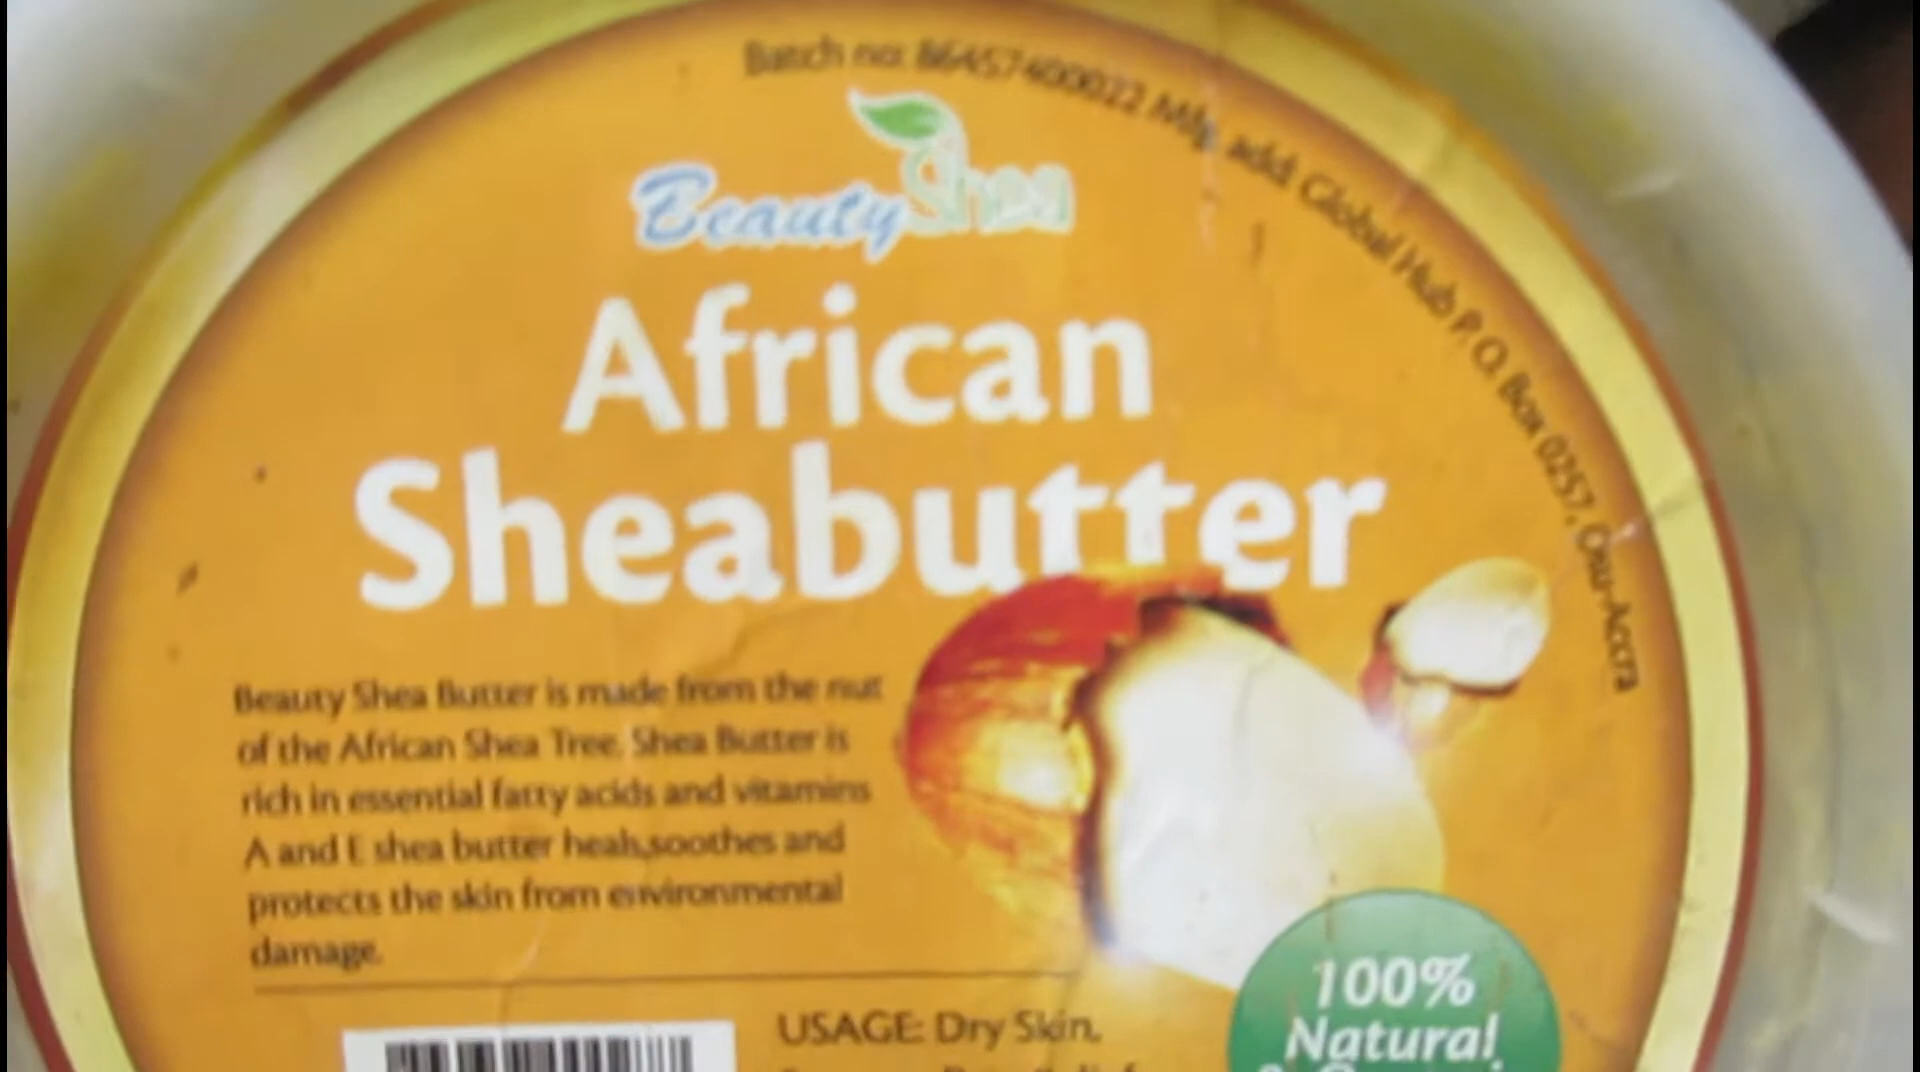 Batch no: 86457400022 Mfg. add: Global Hub P. O. Box 0257, Osu-Accra
Beauty Shea
African
Sheabutter
Beauty Shea Butter is made from the nut
of the African Shea Tree. Shea Butter is
rich in essential fatty acids and vitamins
A and E shea butter heals,soothes and
protects the skin from environmental
damage.
USAGE: Dry Skin,
100%
Natural